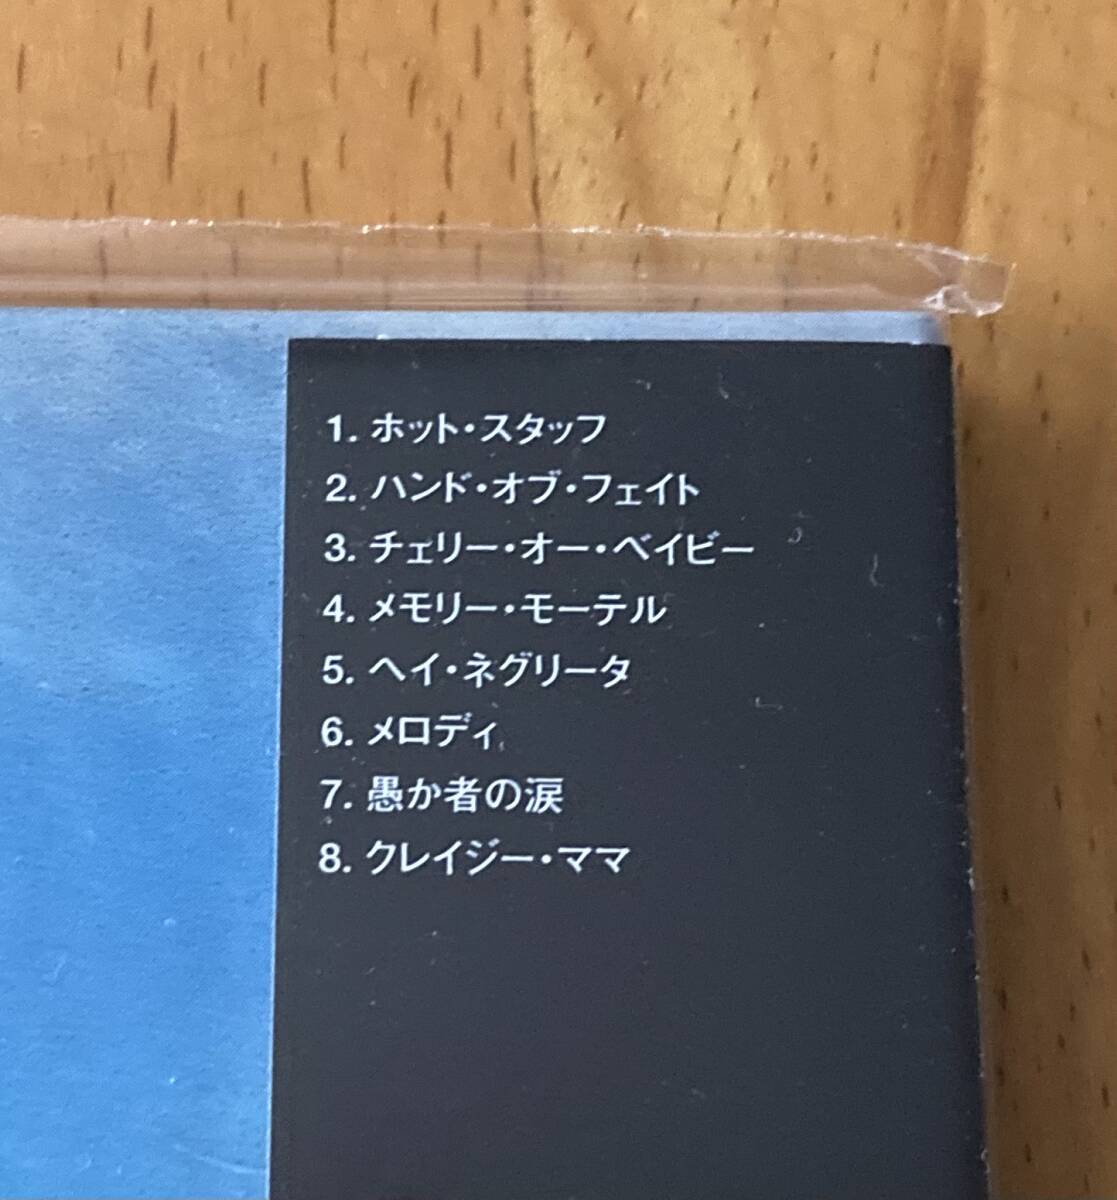 1. ホット・スタッフ
2. ハンド・オブ・フェイト
3. チェリー・オー・ベイビー
4. メモリー・モーテル
5. ヘイ・ネグリータ
6. メロディ
7. 愚か者の涙
8. クレイジー・ママ